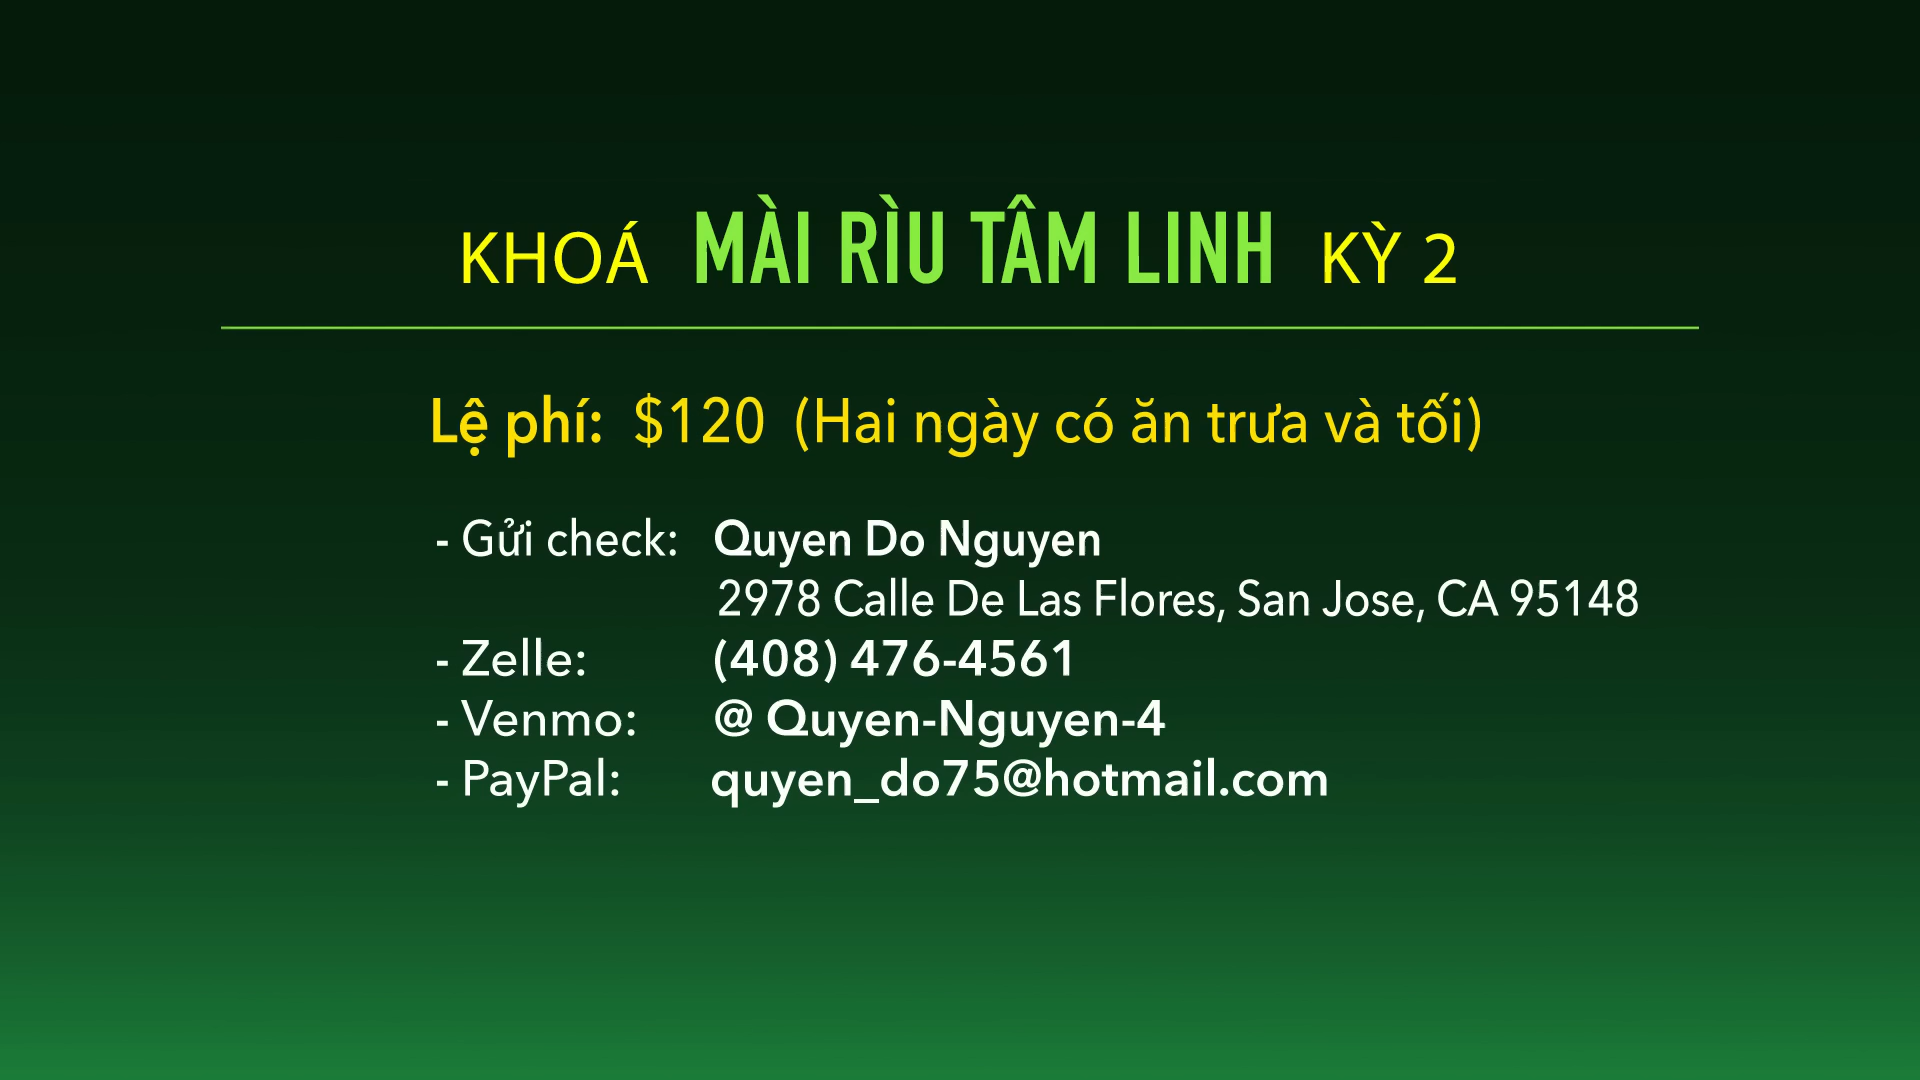 KHOÁ MÀI RÌU TÂM LINH KỲ 2
Lệ phí: $120 (Hai ngày có ăn trưa và tối)
- Gửi check: Quyen Do Nguyen
2978 Calle De Las Flores, San Jose, CA 95148
- Zelle: (408) 476-4561
- Venmo: @ Quyen-Nguyen-4
- PayPal: quyen_do75@hotmail.com